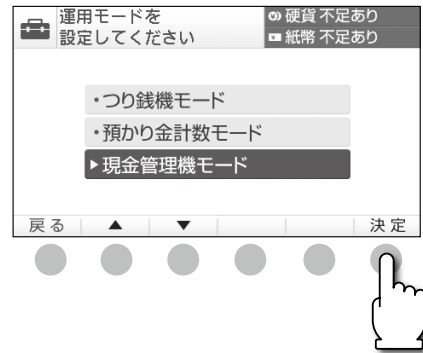 運用モードを
設定してください
硬貨 不足あり
紙幣 不足あり
・つり銭機モード
・預かり金計数モード
▶現金管理機モード
戻る ▲ ▼ 決定